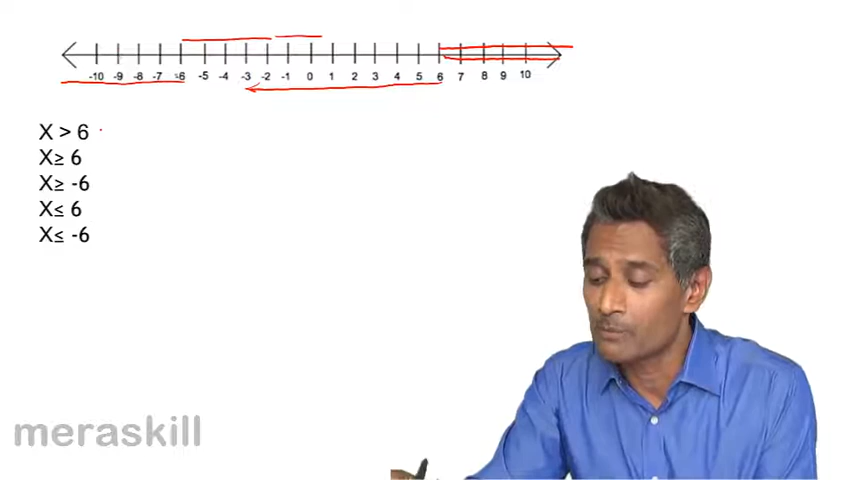 -10 -9 -8 -7 -6 -5 -4 -3 -2 -1 0 1 2 3 4 5 6 7 8 9 10
X > 6
X ≥ 6
X ≥ -6
X ≤ 6
X ≤ -6
meraskill